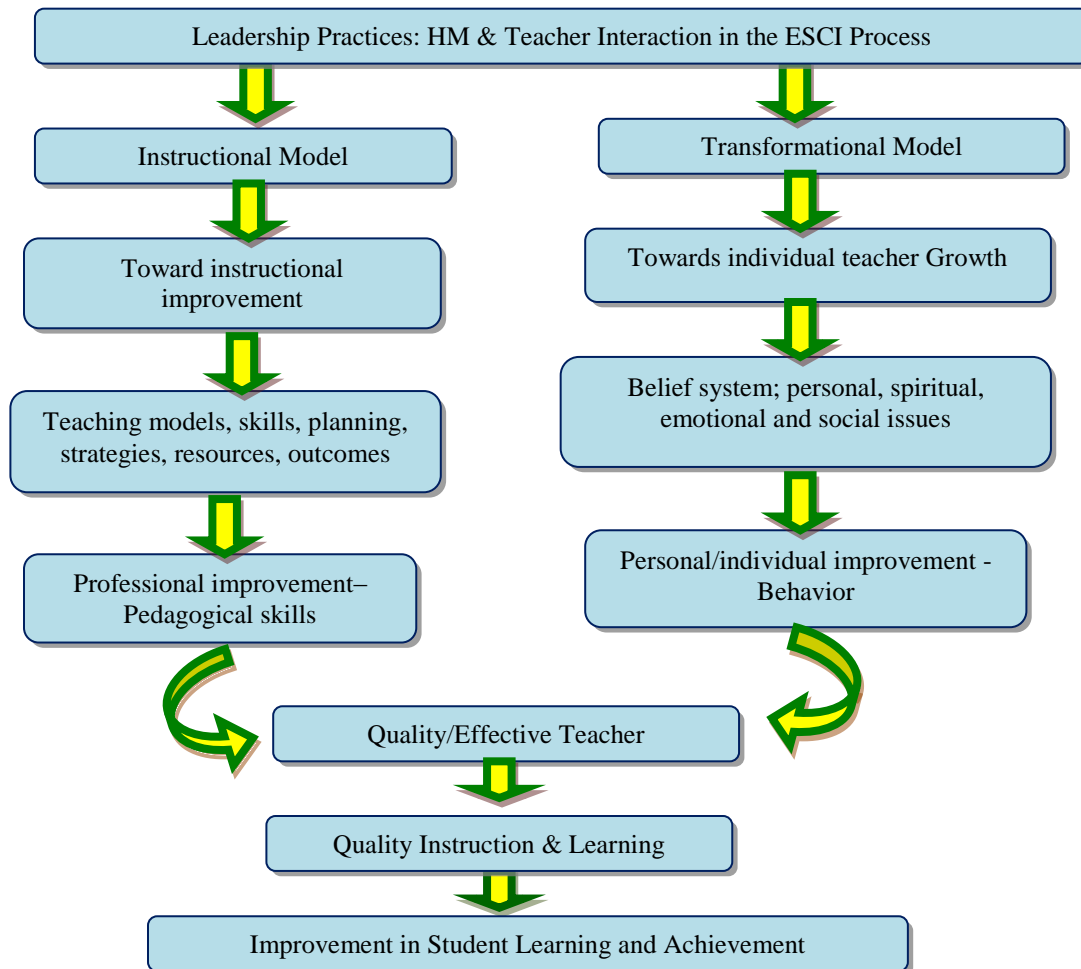 Leadership Practices: HM & Teacher Interaction in the ESCI Process
Instructional Model
Transformational Model
Toward instructional
improvement
Towards individual teacher Growth
Teaching models, skills, planning,
strategies, resources, outcomes
Belief system; personal, spiritual,
emotional and social issues
Professional improvement–
Pedagogical skills
Personal/individual improvement -
Behavior
Quality/Effective Teacher
Quality Instruction & Learning
Improvement in Student Learning and Achievement